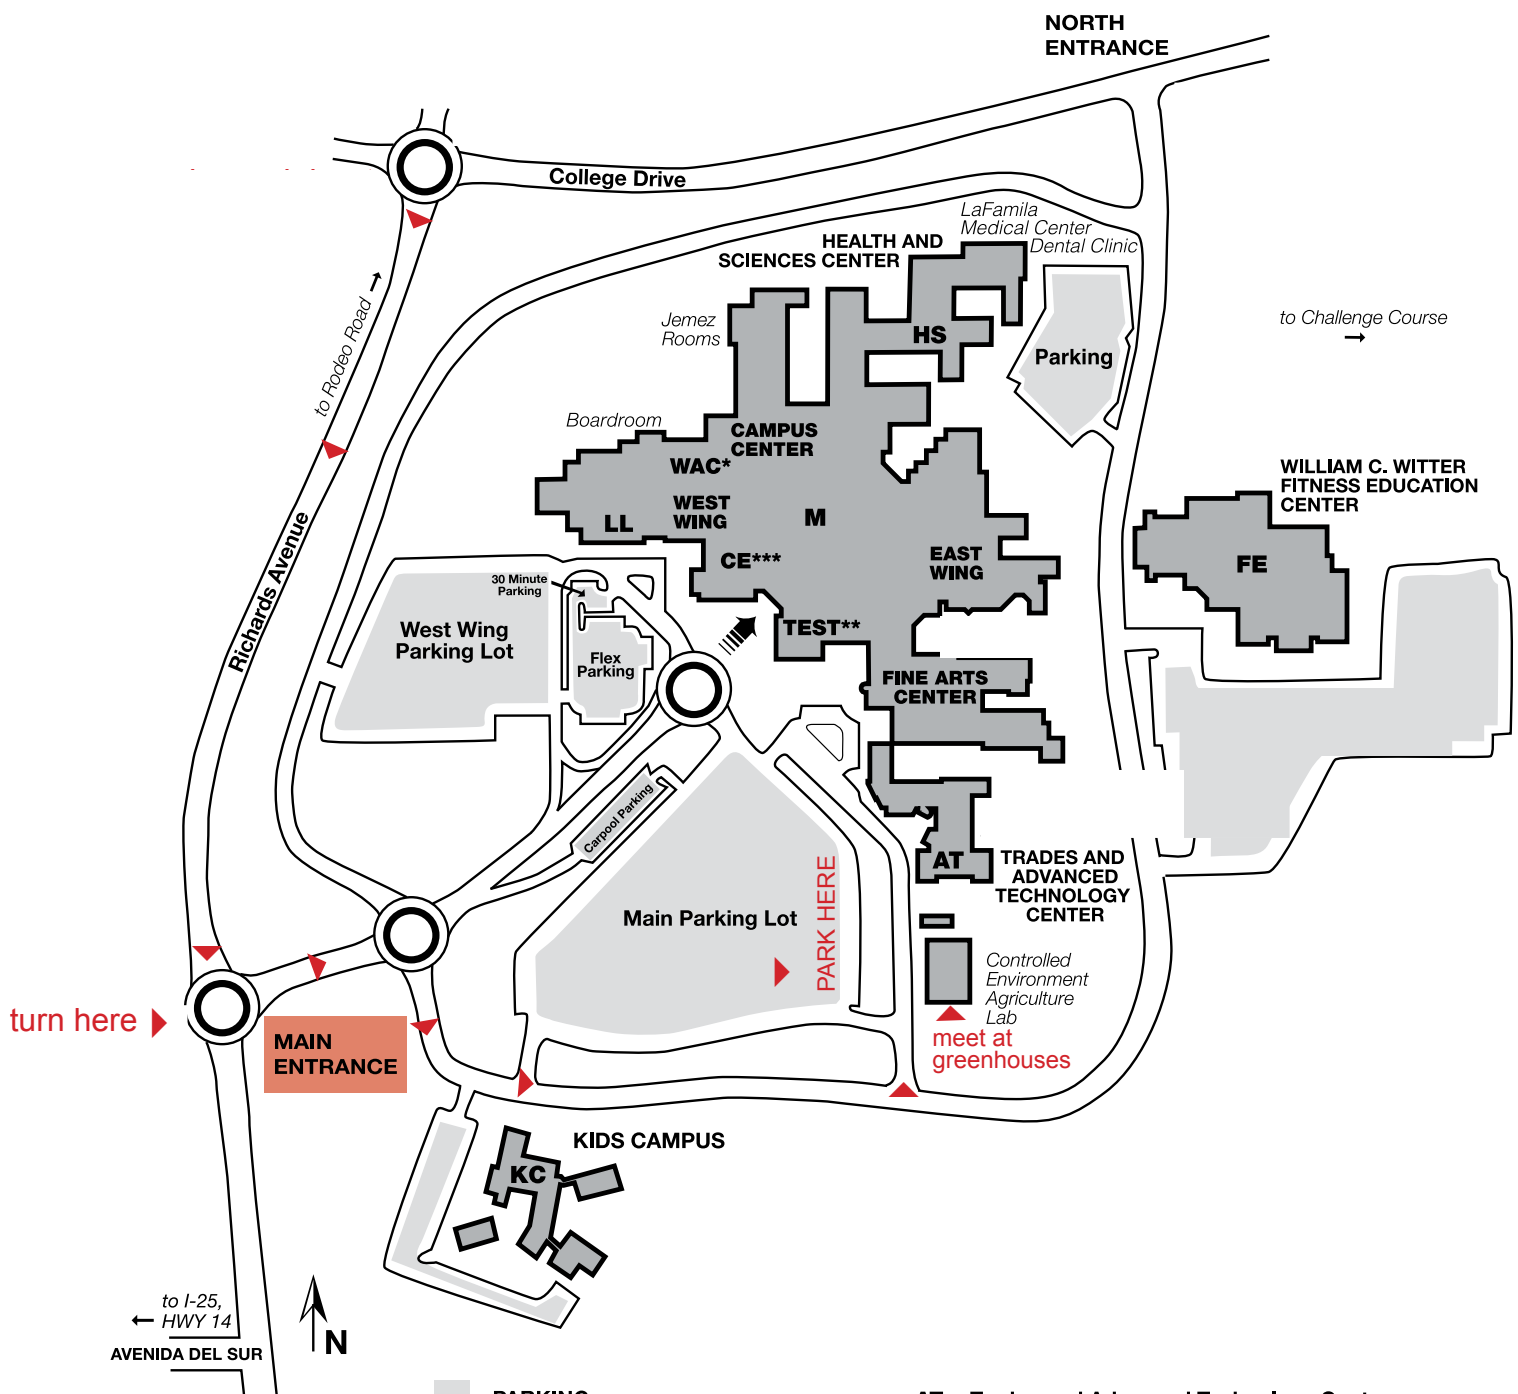 NORTH
ENTRANCE
College Drive
LaFamila
Medical Center
Dental Clinic
HEALTH AND
SCIENCES CENTER
to Rodeo Road
Jemez
Rooms
HS
Parking
to Challenge Course
Boardroom
CAMPUS
CENTER
WAC*
WEST
WING
LL
M
CE***
EAST
WING
WILLIAM C. WITTER
FITNESS EDUCATION
CENTER
FE
Richards Avenue
30 Minute
Parking
West Wing
Parking Lot
Flex
Parking
TEST**
FINE ARTS
CENTER
Carpool Parking
AT
TRADES AND
ADVANCED
TECHNOLOGY
CENTER
Main Parking Lot
PARK HERE
Controlled
Environment
Agriculture
Lab
meet at
greenhouses
turn here
MAIN
ENTRANCE
KIDS CAMPUS
KC
to I-25,
HWY 14
AVENIDA DEL SUR
N
PARKING